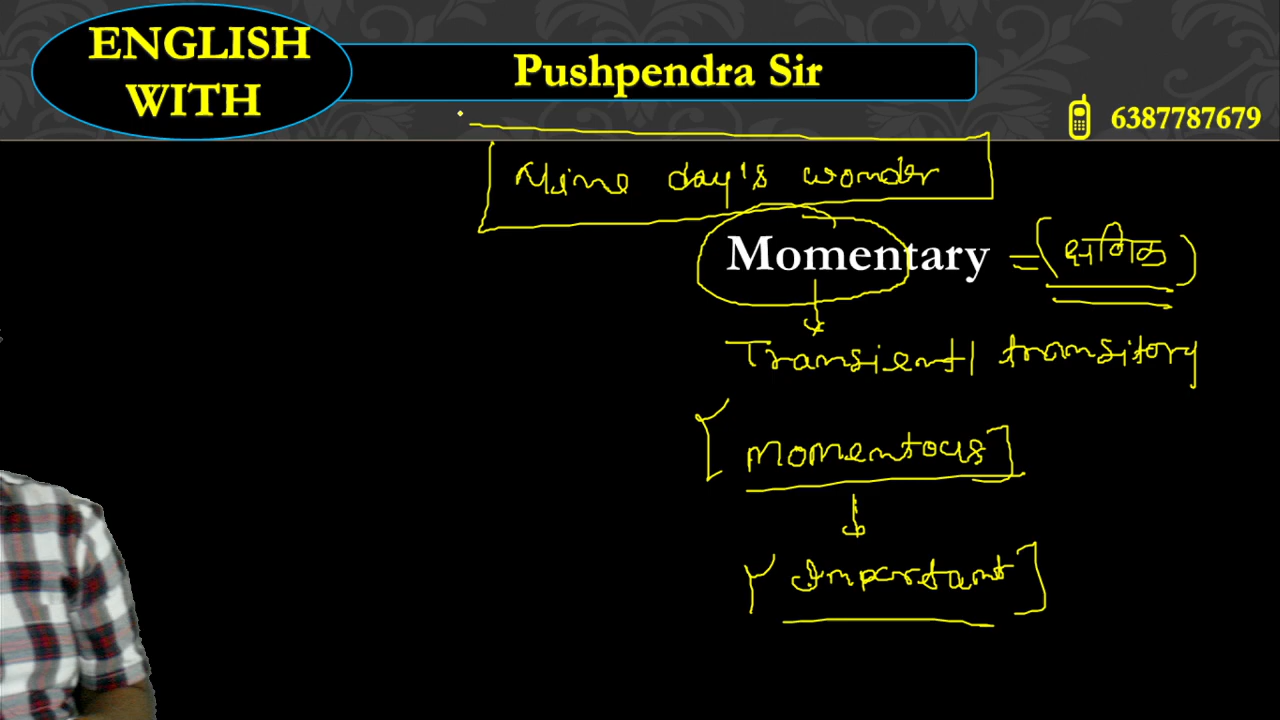 ENGLISH
WITH
Pushpendra Sir
6387787679
Nine day's wonder
Momentary = (क्षणिक)
Transient / transitory
[momentous]
[Important]